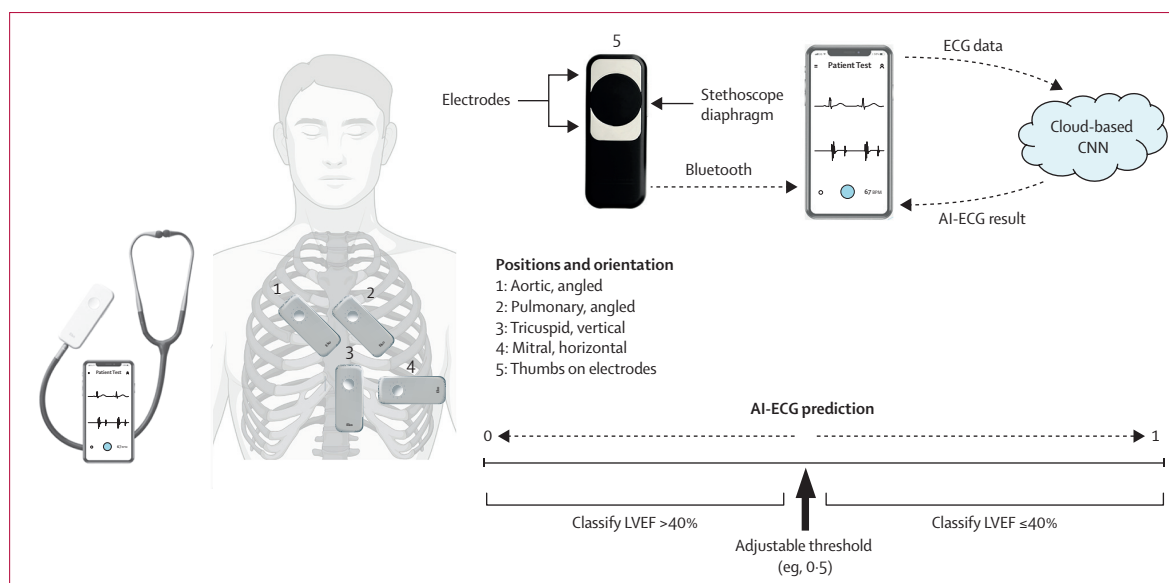 5
Electrodes
Stethoscope
diaphragm
Bluetooth
Patient Test
67 BPM
ECG data
Cloud-based
CNN
AI-ECG result
1
2
3
4
Patient Test
67 BPM
Positions and orientation
1: Aortic, angled
2: Pulmonary, angled
3: Tricuspid, vertical
4: Mitral, horizontal
5: Thumbs on electrodes
AI-ECG prediction
0
1
Classify LVEF >40%
Classify LVEF ≤40%
Adjustable threshold
(eg, 0·5)